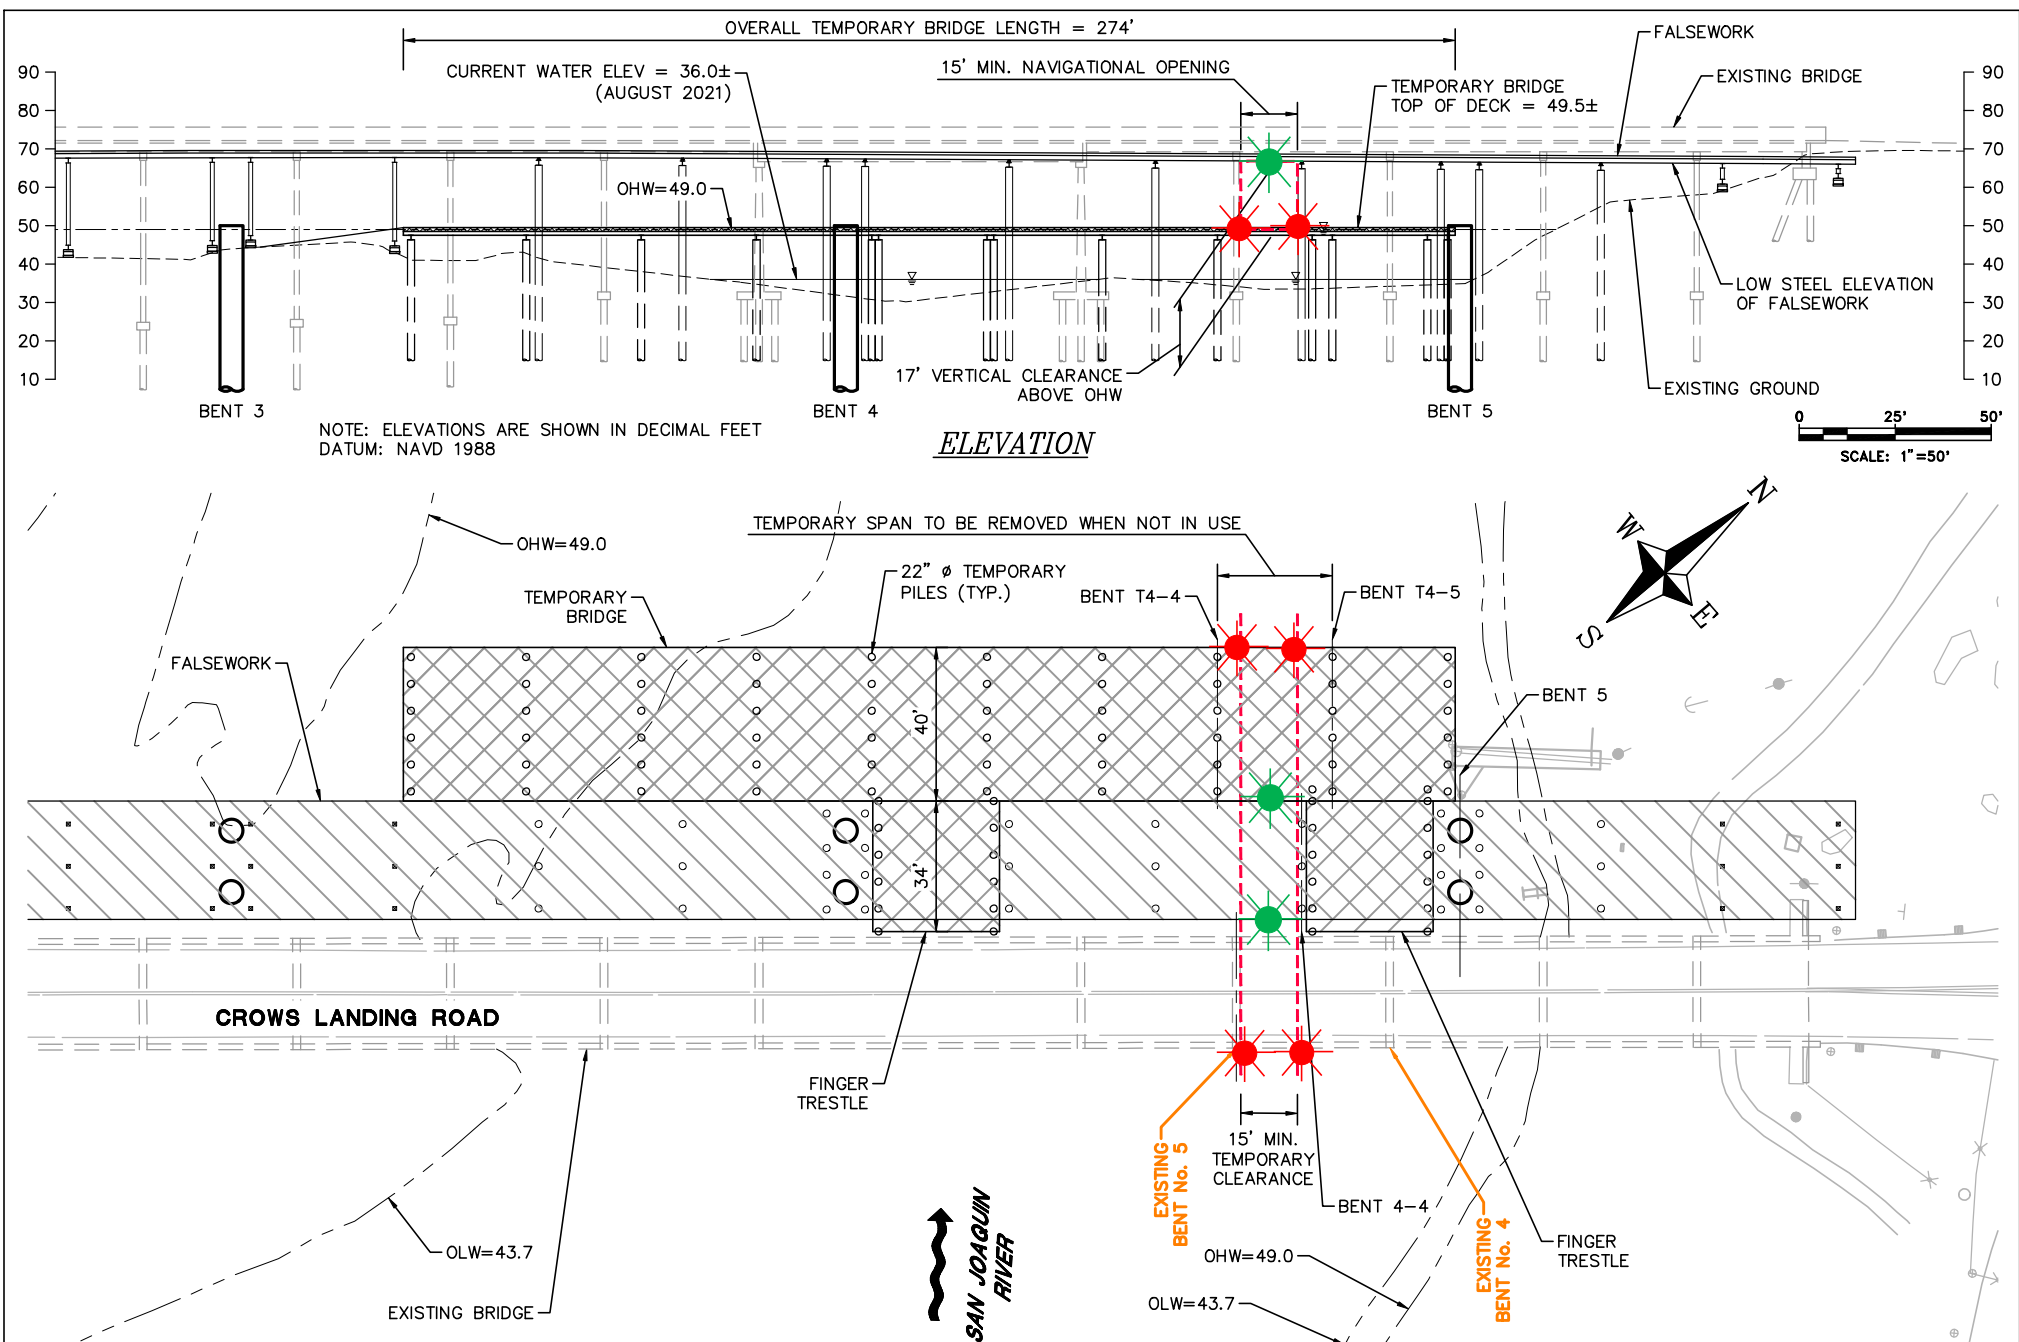 OVERALL TEMPORARY BRIDGE LENGTH = 274'
FALSEWORK
CURRENT WATER ELEV = 36.0±
(AUGUST 2021)
15' MIN. NAVIGATIONAL OPENING
TEMPORARY BRIDGE
TOP OF DECK = 49.5±
EXISTING BRIDGE
90
80
70
60
50
40
30
20
10
90
80
70
60
50
40
30
20
10
OHW=49.0
LOW STEEL ELEVATION
OF FALSEWORK
17' VERTICAL CLEARANCE
ABOVE OHW
EXISTING GROUND
BENT 3
BENT 4
BENT 5
NOTE: ELEVATIONS ARE SHOWN IN DECIMAL FEET
DATUM: NAVD 1988
ELEVATION
0 25' 50'
SCALE: 1"=50'
N
W
E
S
OHW=49.0
TEMPORARY SPAN TO BE REMOVED WHEN NOT IN USE
22" ø TEMPORARY
PILES (TYP.)
TEMPORARY
BRIDGE
BENT T4-4
BENT T4-5
FALSEWORK
BENT 5
40'
34'
CROWS LANDING ROAD
FINGER
TRESTLE
EXISTING
BENT No. 5
15' MIN.
TEMPORARY
CLEARANCE
BENT 4-4
EXISTING
BENT No. 4
FINGER
TRESTLE
OLW=43.7
EXISTING BRIDGE
SAN JOAQUIN
RIVER
OHW=49.0
OLW=43.7